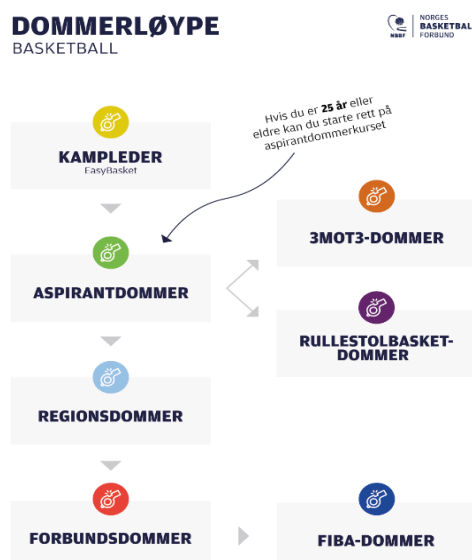 DOMMERLØYPE
BASKETBALL
NORGES
BASKETBAL
FORBUND
NBBF
Hvis du er 25 år eller
eldre kan du starte rett på
aspirantdommerkurset
KAMPLEDER
EasyBasket
3MOT3-DOMMER
ASPIRANTDOMMER
RULLESTOLBASKET-
DOMMER
REGIONSDOMMER
FORBUNDSDOMMER
FIBA-DOMMER